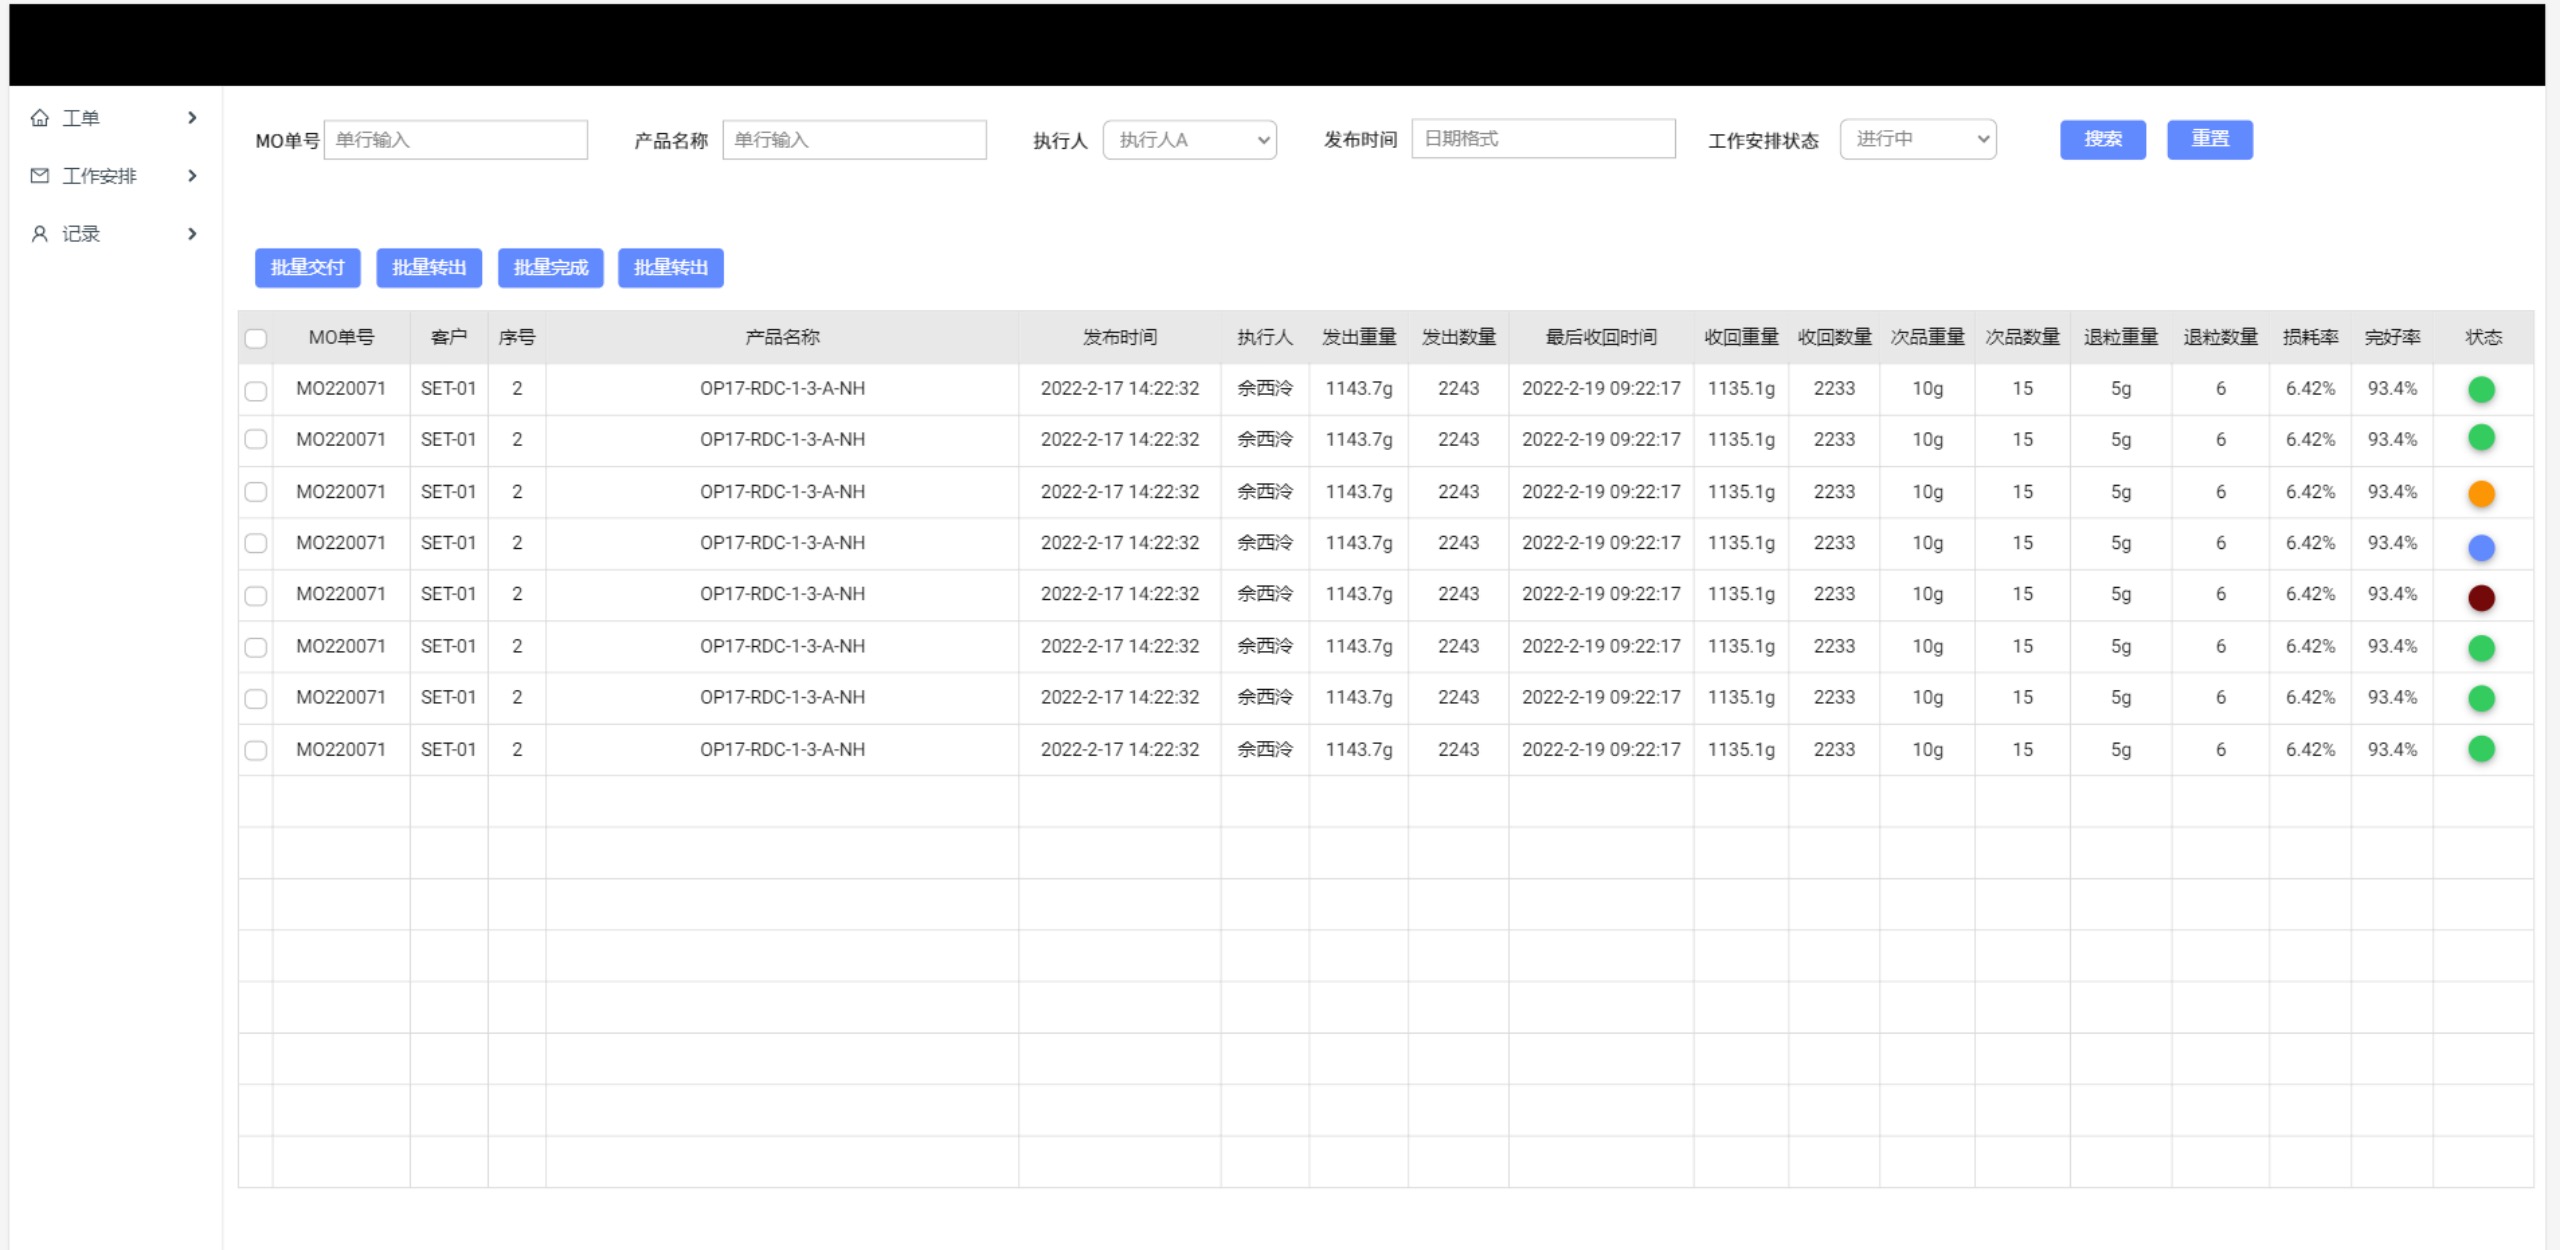 工单
工作安排
记录
MO单号 单行输入 产品名称 单行输入 执行人 执行人A 发布时间 日期格式 工作安排状态 进行中 搜索 重置
批量交付 批量转出 批量完成 批量转出
MO单号 客户 序号 产品名称 发布时间 执行人 发出重量 发出数量 最后收回时间 收回重量 收回数量 次品重量 次品数量 退粒重量 退粒数量 损耗率 完好率 状态
MO220071 SET-01 2 OP17-RDC-1-3-A-NH 2022-2-17 14:22:32 余西泠 1143.7g 2243 2022-2-19 09:22:17 1135.1g 2233 10g 15 5g 6 6.42% 93.4%
MO220071 SET-01 2 OP17-RDC-1-3-A-NH 2022-2-17 14:22:32 余西泠 1143.7g 2243 2022-2-19 09:22:17 1135.1g 2233 10g 15 5g 6 6.42% 93.4%
MO220071 SET-01 2 OP17-RDC-1-3-A-NH 2022-2-17 14:22:32 余西泠 1143.7g 2243 2022-2-19 09:22:17 1135.1g 2233 10g 15 5g 6 6.42% 93.4%
MO220071 SET-01 2 OP17-RDC-1-3-A-NH 2022-2-17 14:22:32 余西泠 1143.7g 2243 2022-2-19 09:22:17 1135.1g 2233 10g 15 5g 6 6.42% 93.4%
MO220071 SET-01 2 OP17-RDC-1-3-A-NH 2022-2-17 14:22:32 余西泠 1143.7g 2243 2022-2-19 09:22:17 1135.1g 2233 10g 15 5g 6 6.42% 93.4%
MO220071 SET-01 2 OP17-RDC-1-3-A-NH 2022-2-17 14:22:32 余西泠 1143.7g 2243 2022-2-19 09:22:17 1135.1g 2233 10g 15 5g 6 6.42% 93.4%
MO220071 SET-01 2 OP17-RDC-1-3-A-NH 2022-2-17 14:22:32 余西泠 1143.7g 2243 2022-2-19 09:22:17 1135.1g 2233 10g 15 5g 6 6.42% 93.4%
MO220071 SET-01 2 OP17-RDC-1-3-A-NH 2022-2-17 14:22:32 余西泠 1143.7g 2243 2022-2-19 09:22:17 1135.1g 2233 10g 15 5g 6 6.42% 93.4%